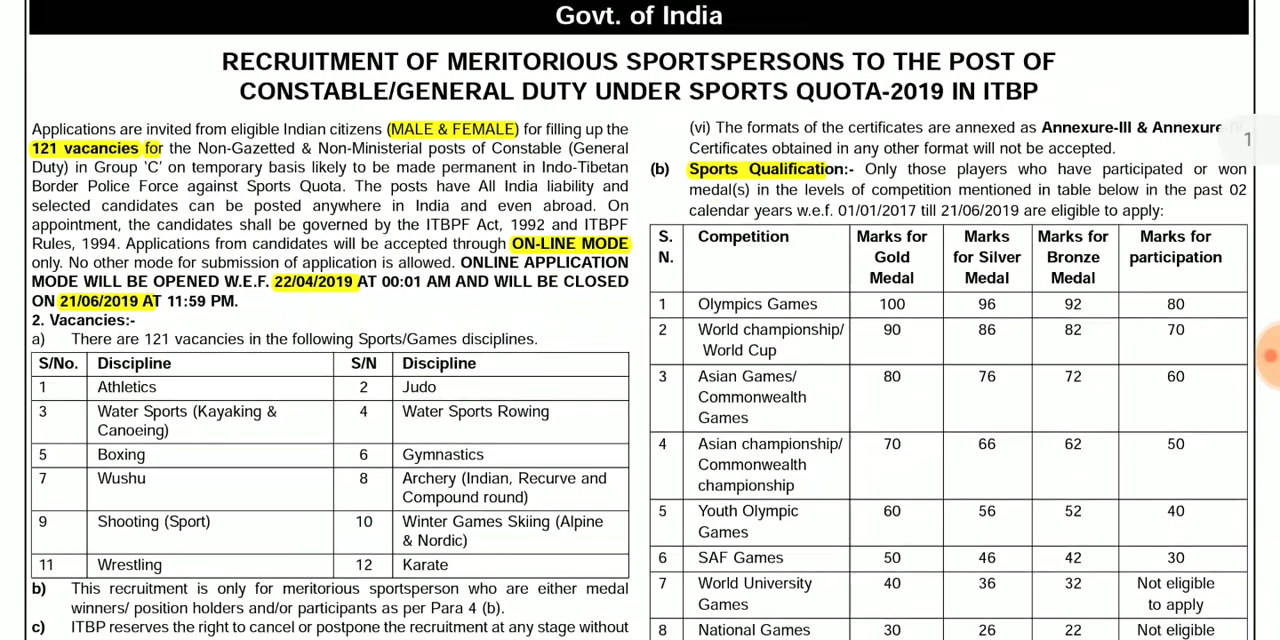 Govt. of India
RECRUITMENT OF MERITORIOUS SPORTSPERSONS TO THE POST OF
CONSTABLE/GENERAL DUTY UNDER SPORTS QUOTA-2019 IN ITBP
Applications are invited from eligible Indian citizens (MALE & FEMALE) for filling up the
121 vacancies for the Non-Gazetted & Non-Ministerial posts of Constable (General
Duty) in Group ‘C’ on temporary basis likely to be made permanent in Indo-Tibetan
Border Police Force against Sports Quota. The posts have All India liability and
selected candidates can be posted anywhere in India and even abroad. On
appointment, the candidates shall be governed by the ITBPF Act, 1992 and ITBPF
Rules, 1994. Applications from candidates will be accepted through ON-LINE MODE
only. No other mode for submission of application is allowed. ONLINE APPLICATION
MODE WILL BE OPENED W.E.F. 22/04/2019 AT 00:01 AM AND WILL BE CLOSED
ON 21/06/2019 AT 11:59 PM.
2. Vacancies:-
a) There are 121 vacancies in the following Sports/Games disciplines.
S/No. Discipline S/N Discipline
1 Athletics 2 Judo
3 Water Sports (Kayaking & 4 Water Sports Rowing
Canoeing)
5 Boxing 6 Gymnastics
7 Wushu 8 Archery (Indian, Recurve and
Compound round)
9 Shooting (Sport) 10 Winter Games Skiing (Alpine
& Nordic)
11 Wrestling 12 Karate
b) This recruitment is only for meritorious sportsperson who are either medal
winners/ position holders and/or participants as per Para 4 (b).
c) ITBP reserves the right to cancel or postpone the recruitment at any stage without
(vi) The formats of the certificates are annexed as Annexure-III & Annexure
Certificates obtained in any other format will not be accepted.
1
(b) Sports Qualification:- Only those players who have participated or won
medal(s) in the levels of competition mentioned in table below in the past 02
calendar years w.e.f. 01/01/2017 till 21/06/2019 are eligible to apply:
S. Competition Marks for Marks Marks for Marks for
N. Gold for Silver Bronze participation
Medal Medal Medal
1 Olympics Games 100 96 92 80
2 World championship/ 90 86 82 70
World Cup
3 Asian Games/ 80 76 72 60
Commonwealth
Games
4 Asian championship/ 70 66 62 50
Commonwealth
championship
5 Youth Olympic 60 56 52 40
Games
6 SAF Games 50 46 42 30
7 World University 40 36 32 Not eligible
Games to apply
8 National Games 30 26 22 Not eligible